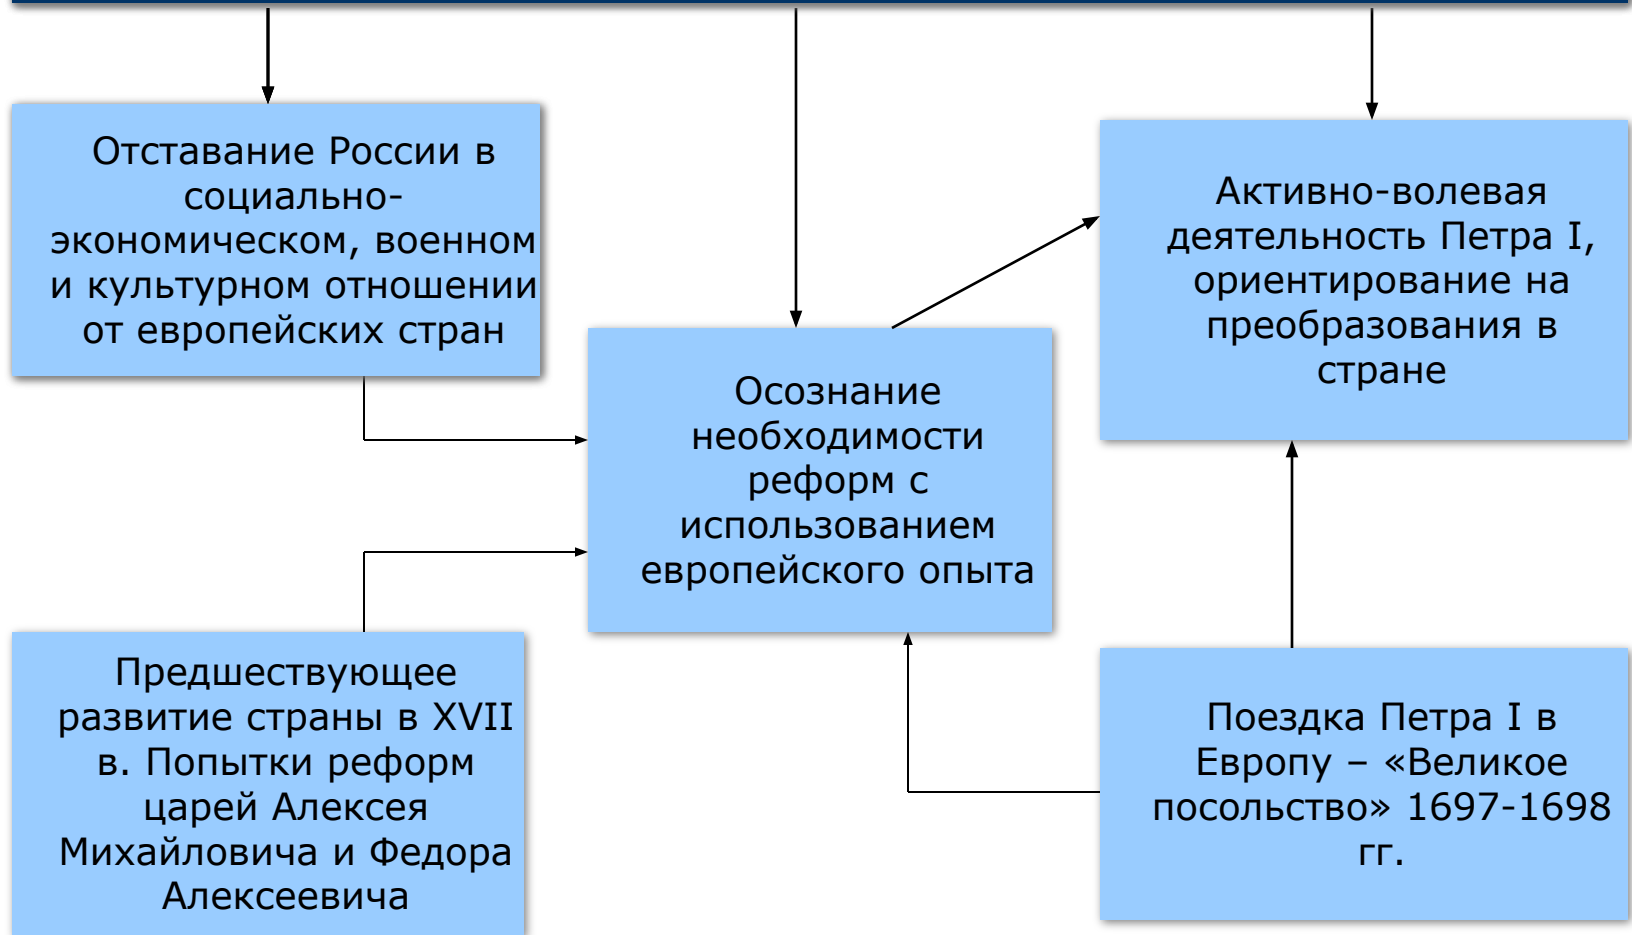 Отставание России в
социально-
экономическом, военном
и культурном отношении
от европейских стран
Осознание
необходимости
реформ с
использованием
европейского опыта
Активно-волевая
деятельность Петра I,
ориентирование на
преобразования в
стране
Предшествующее
развитие страны в XVII
в. Попытки реформ
царей Алексея
Михайловича и Федора
Алексеевича
Поездка Петра I в
Европу – «Великое
посольство» 1697-1698
гг.